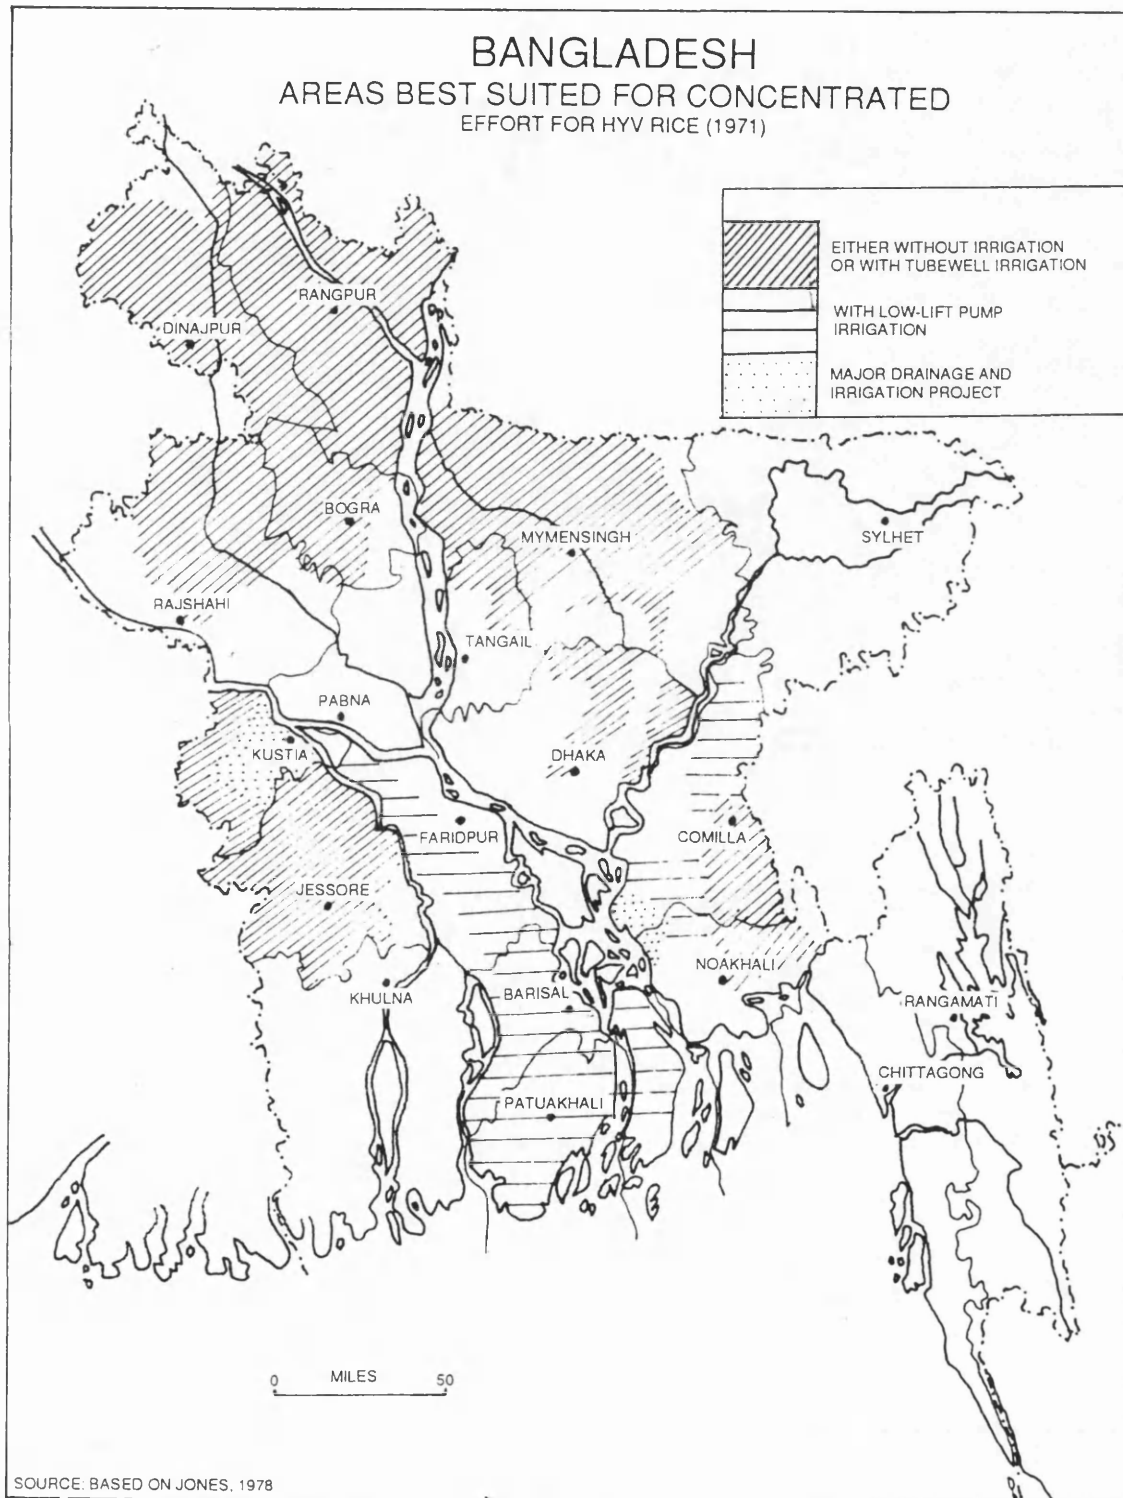 BANGLADESH
AREAS BEST SUITED FOR CONCENTRATED
EFFORT FOR HYV RICE (1971)
EITHER WITHOUT IRRIGATION
OR WITH TUBEWELL IRRIGATION
WITH LOW-LIFT PUMP
IRRIGATION
MAJOR DRAINAGE AND
IRRIGATION PROJECT
RANGPUR
DINAJPUR
BOGRA
MYMENSINGH
SYLHET
RAJSHAHI
TANGAIL
PABNA
KUSTIA
DHAKA
FARIDPUR
COMILLA
JESSORE
NOAKHALI
KHULNA
BARISAL
RANGAMATI
CHITTAGONG
PATUAKHALI
0 MILES 50
SOURCE: BASED ON JONES, 1978